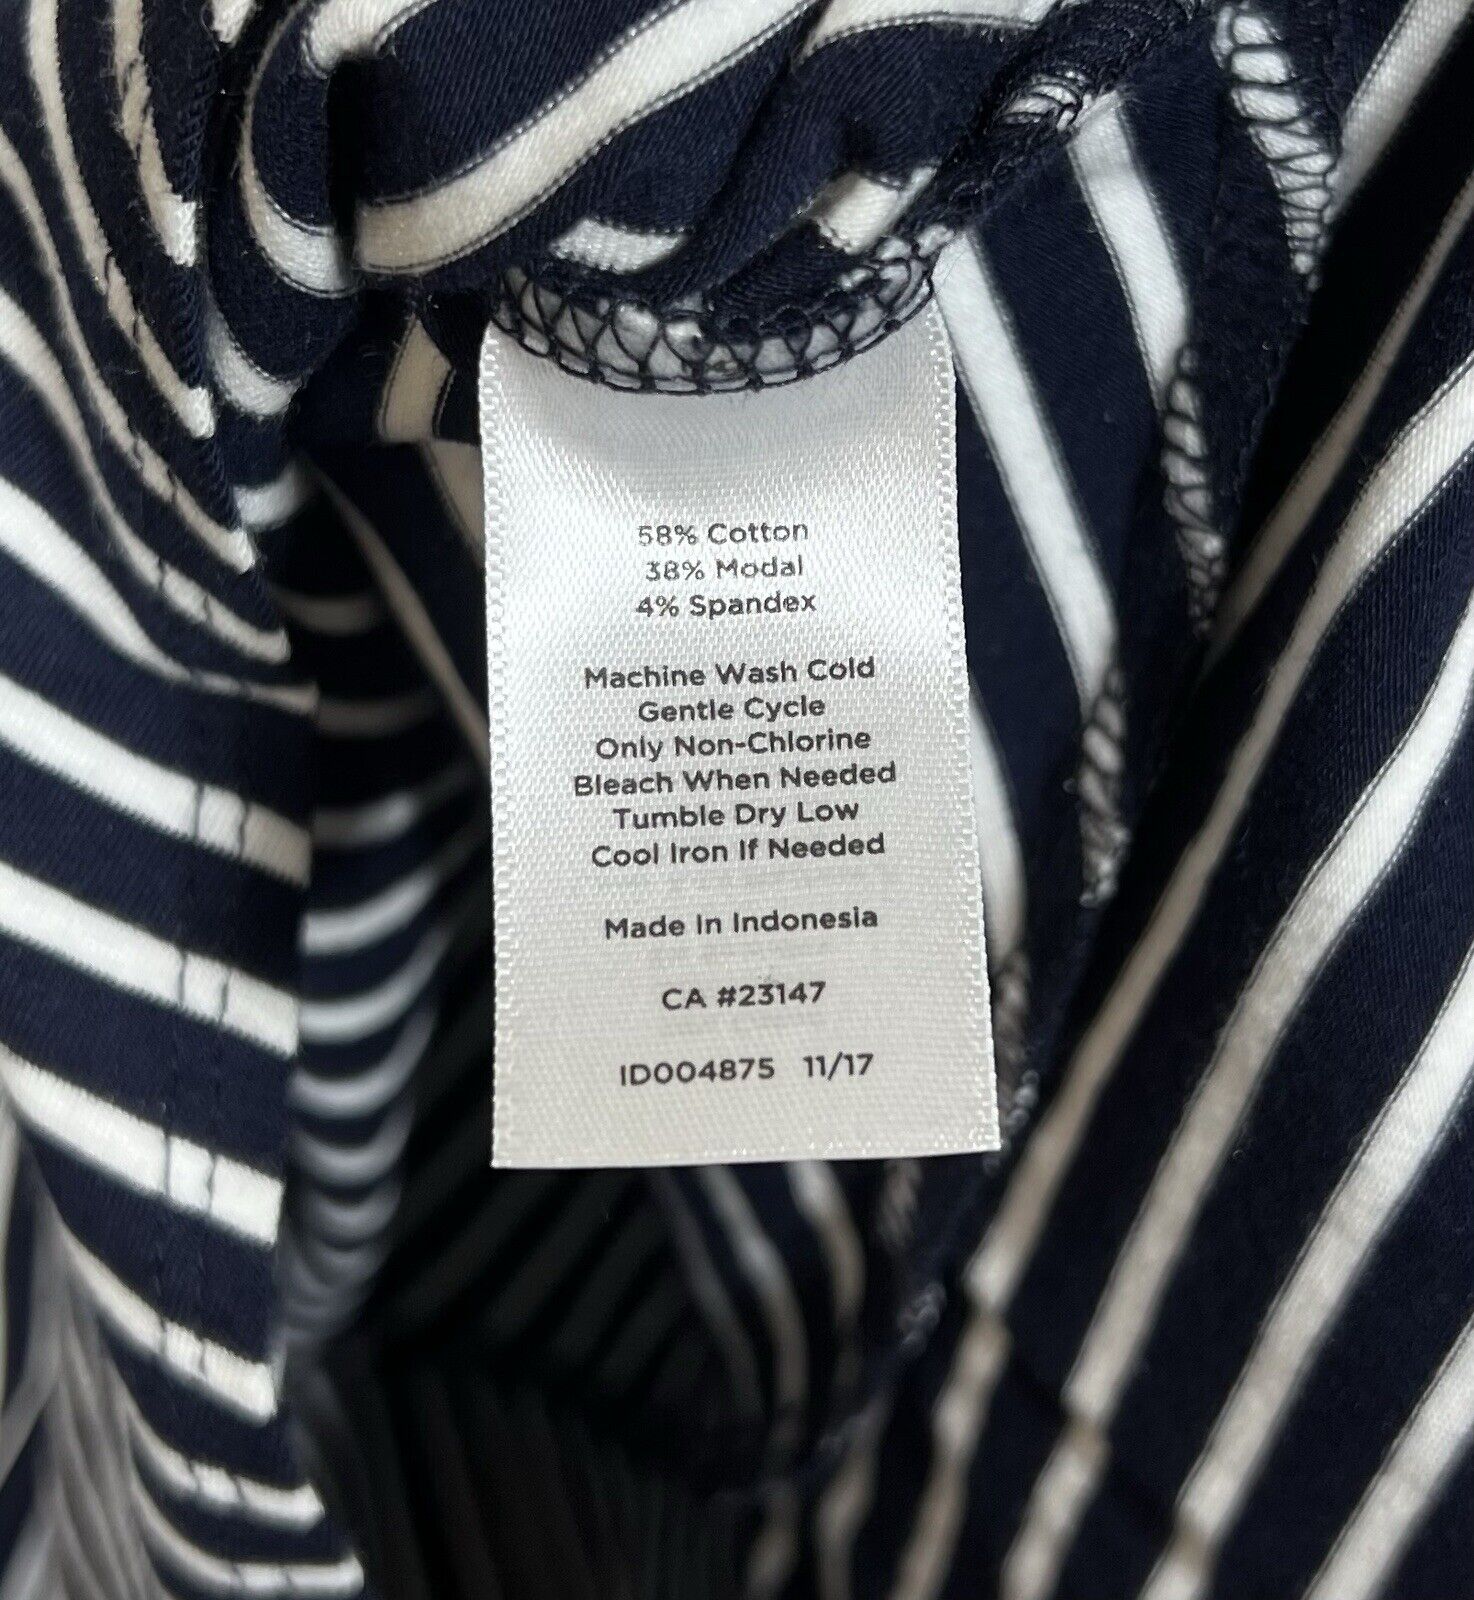 58% Cotton
38% Modal
4% Spandex
Machine Wash Cold
Gentle Cycle
Only Non-Chlorine
Bleach When Needed
Tumble Dry Low
Cool Iron If Needed
Made In Indonesia
CA #23147
ID004875 11/17